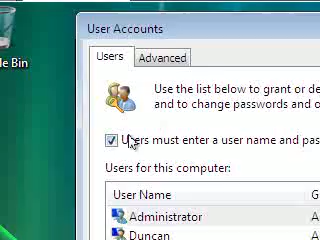 User Accounts
le Bin
Users Advanced
Use the list below to grant or de
and to change passwords and o
Users must enter a user name and pas
Users for this computer:
User Name G
Administrator A
Duncan